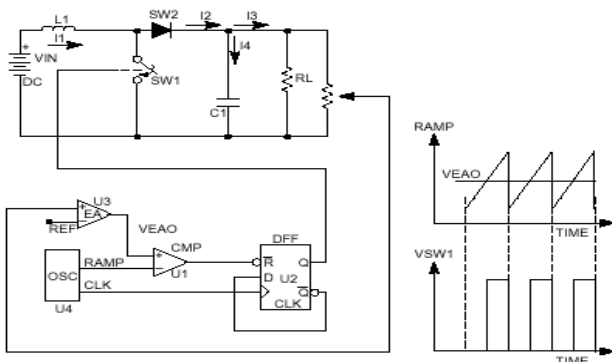 L1
I1
SW2
I2
I3
I4
+
VIN
DC
SW1
C1
RL
RAMP
VEAO
TIME
VSW1
TIME
U3
+
EA
−
REF
VEAO
CMP
+
−
U1
OSC
RAMP
CLK
U4
DFF
R
Q
D
U2
CLK
Q